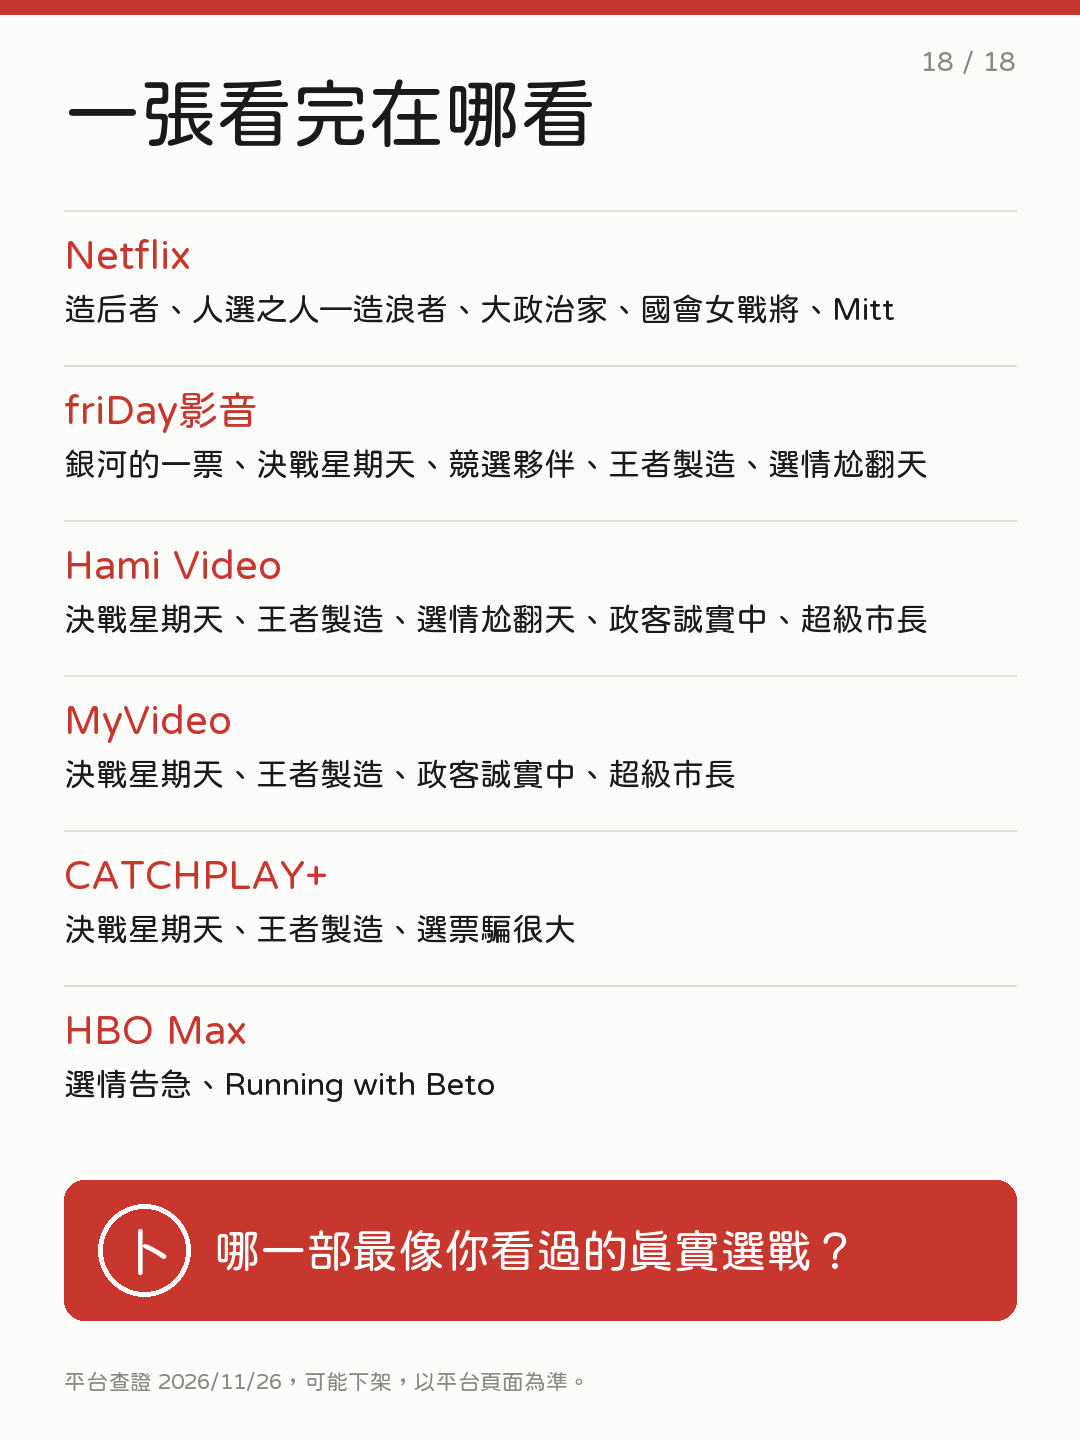 18 / 18
一張看完在哪看
Netflix
造后者、人選之人—造浪者、大政治家、國會女戰將、Mitt
friDay影音
銀河的一票、決戰星期天、競選夥伴、王者製造、選情尬翻天
Hami Video
決戰星期天、王者製造、選情尬翻天、政客誠實中、超級市長
MyVideo
決戰星期天、王者製造、政客誠實中、超級市長
CATCHPLAY+
決戰星期天、王者製造、選票騙很大
HBO Max
選情告急、Running with Beto
卜 哪一部最像你看過的真實選戰？
平台查證 2026/11/26，可能下架，以平台頁面為準。